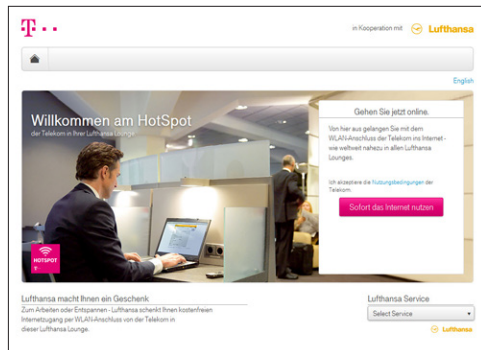 T
in Kooperation mit Lufthansa
English
Willkommen am HotSpot
der Telekom in Ihrer Lufthansa Lounge.
Gehen Sie jetzt online.
Von hier aus gelangen Sie mit dem
WLAN-Anschluss der Telekom ins Internet -
wie weltweit nahezu in allen Lufthansa
Lounges.
Ich akzeptiere die Nutzungsbedingungen der
Telekom.
Sofort das Internet nutzen
HOTSPOT
T
Lufthansa macht Ihnen ein Geschenk
Zum Arbeiten oder Entspannen - Lufthansa schenkt Ihnen kostenfreien
Internetzugang per WLAN-Anschluss von der Telekom in
dieser Lufthansa Lounge.
Lufthansa Service
Select Service
Lufthansa